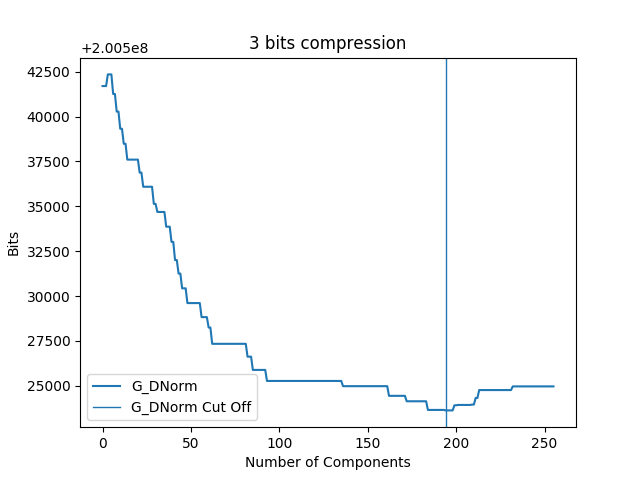 3 bits compression
+2.005e8
42500
40000
37500
35000
32500
30000
27500
25000
Bits
G_DNorm
G_DNorm Cut Off
0 50 100 150 200 250
Number of Components